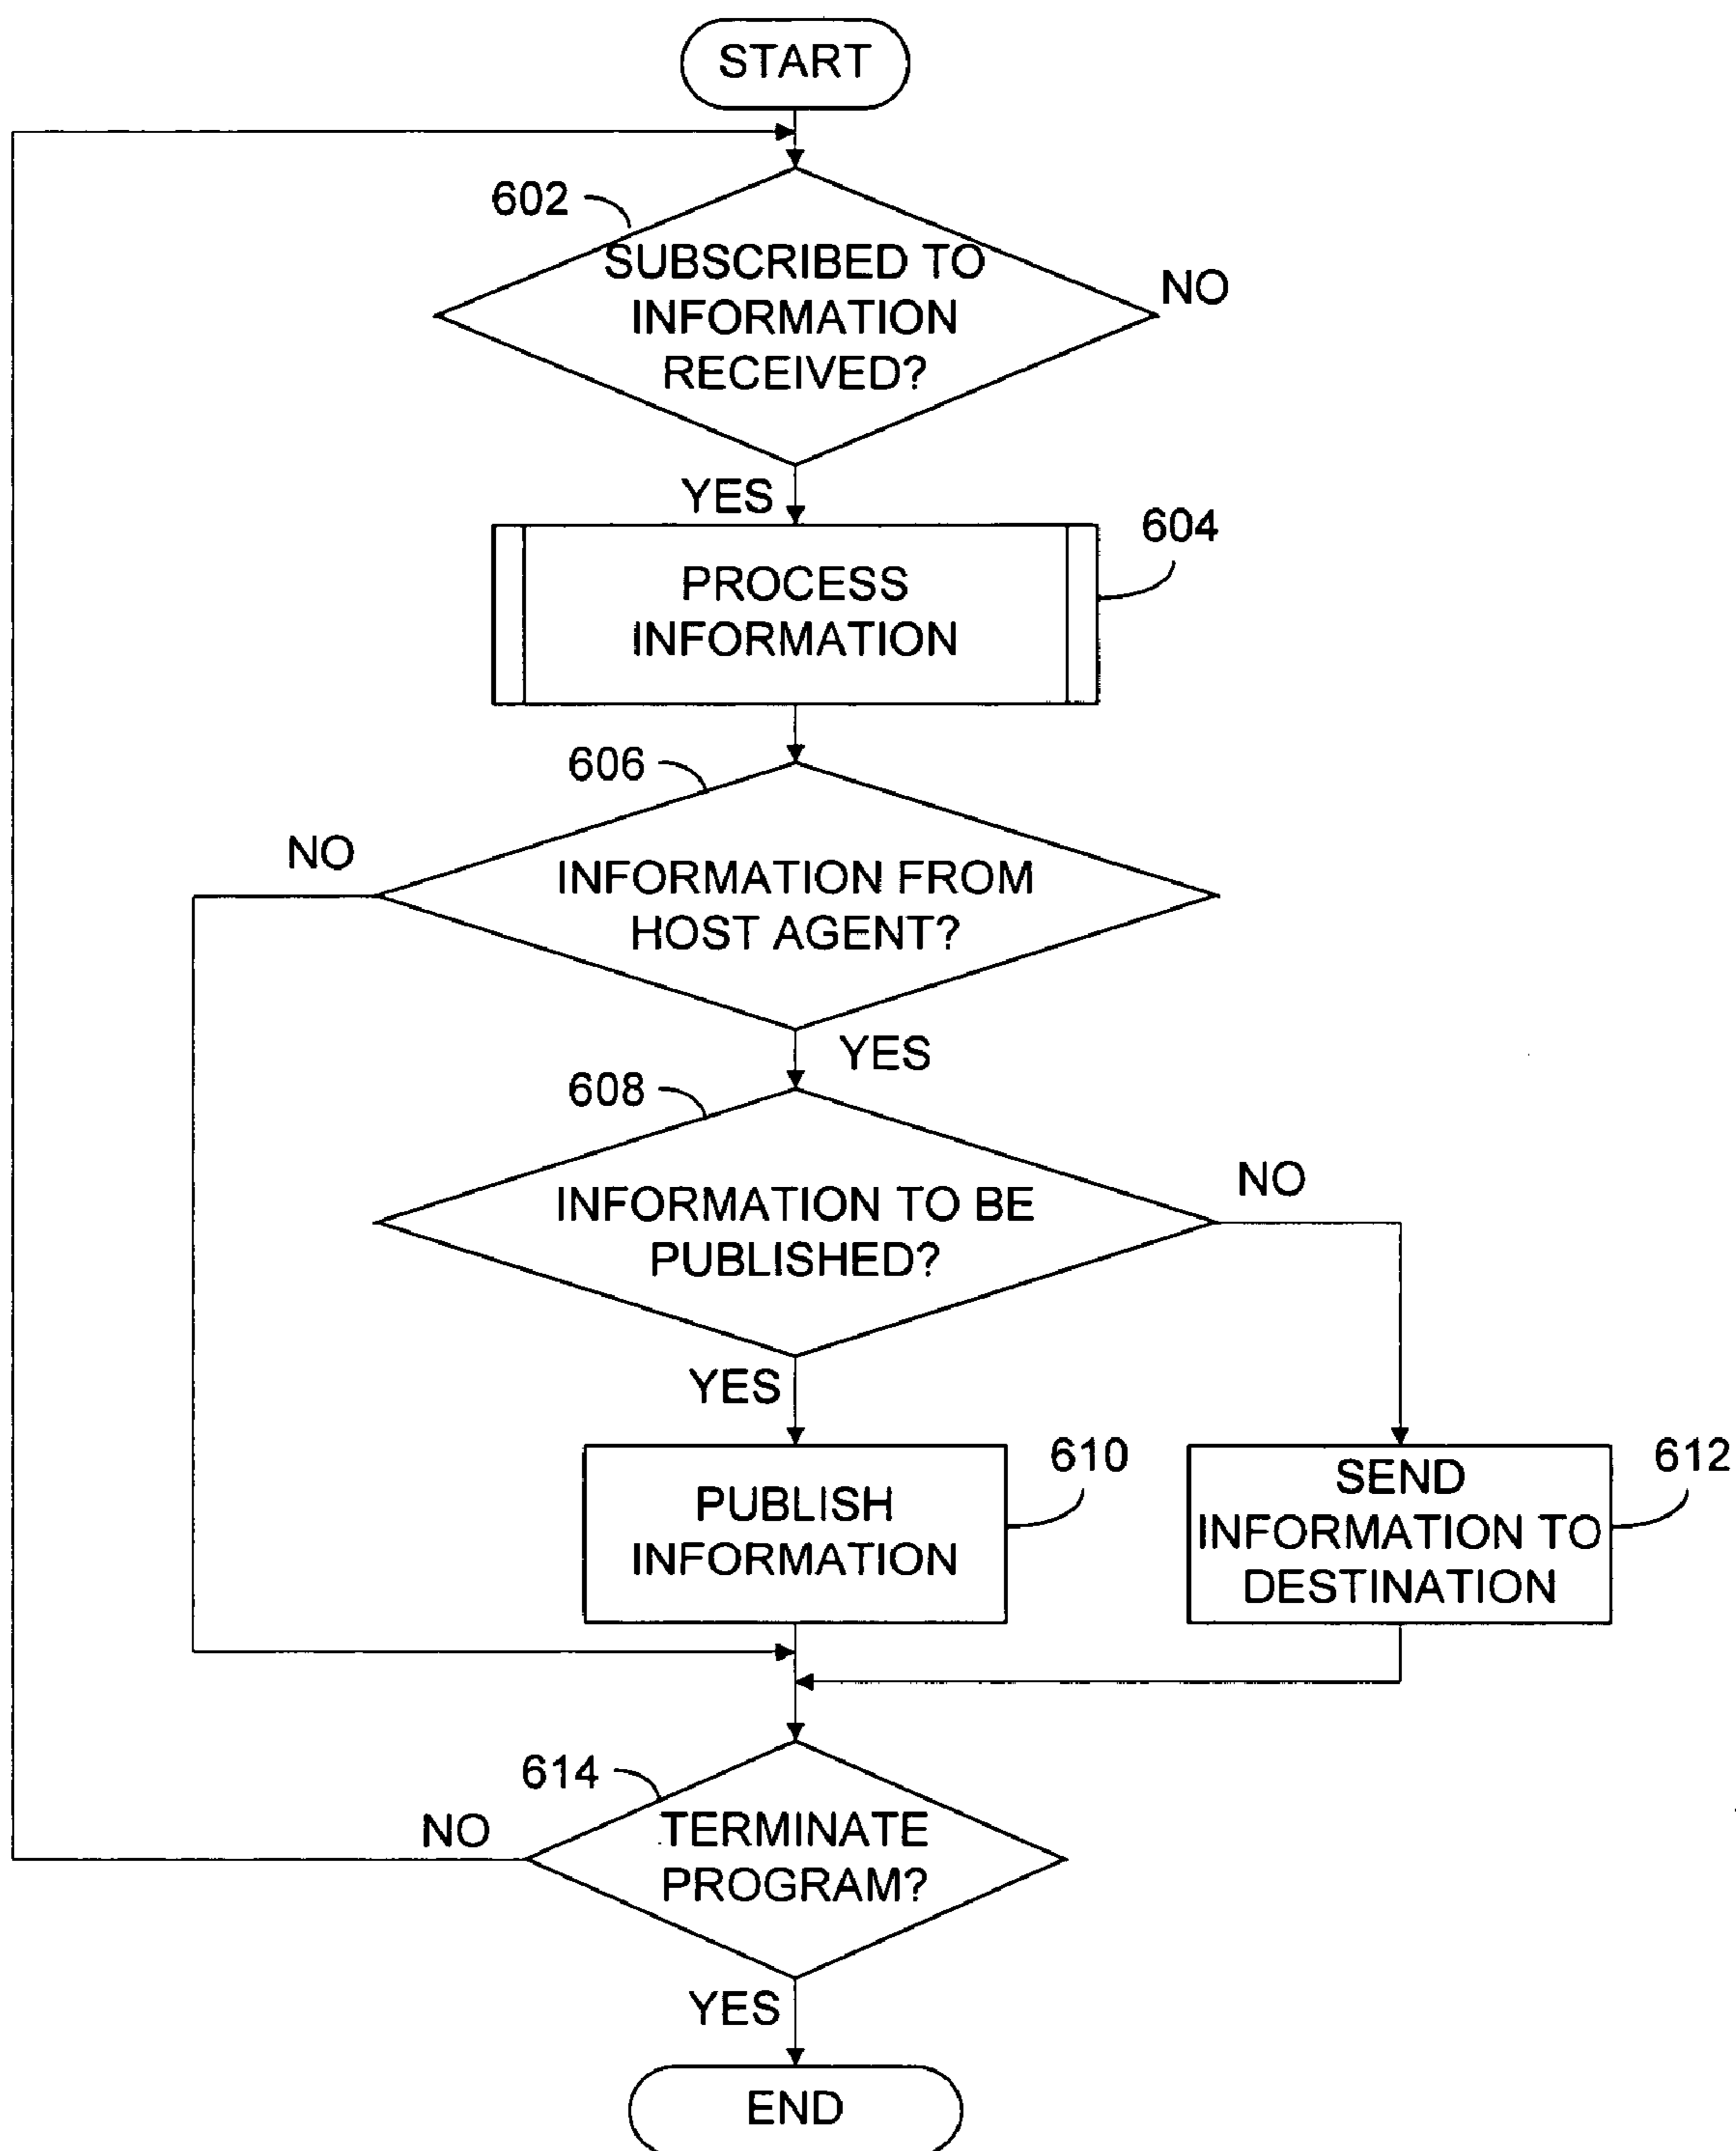 START
602
SUBSCRIBED TO
INFORMATION
RECEIVED?
NO
YES
604
PROCESS
INFORMATION
606
NO
INFORMATION FROM
HOST AGENT?
YES
608
NO
INFORMATION TO BE
PUBLISHED?
YES
610
PUBLISH
INFORMATION
612
SEND
INFORMATION TO
DESTINATION
614
NO
TERMINATE
PROGRAM?
YES
END